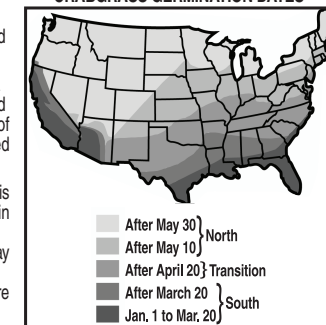 After May 30
After May 10
North
After April 20
Transition
After March 20
Jan, 1 to Mar, 20
South